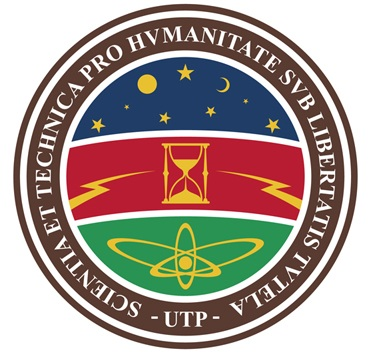 SCIENTIA ET TECHNICA PRO HVMANITATE SVB LIBERTATIS TVTELA
- UTP -